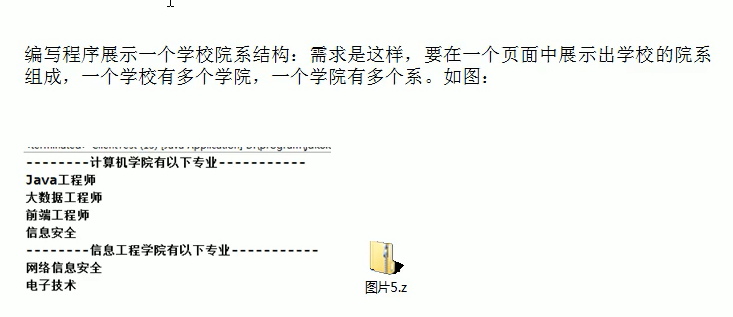 编写程序展示一个学校院系结构：需求是这样，要在一个页面中展示出学校的院系
组成，一个学校有多个学院，一个学院有多个系。如图：
--------计算机学院有以下专业-----------
Java工程师
大数据工程师
前端工程师
信息安全
--------信息工程学院有以下专业-----------
网络信息安全
电子技术
图片5.z